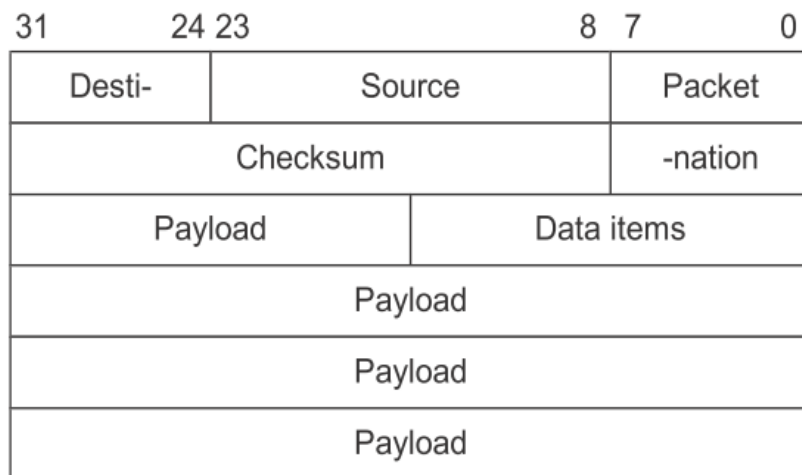 31 24 23 8 7 0
Desti- Source Packet
Checksum -nation
Payload Data items
Payload
Payload
Payload